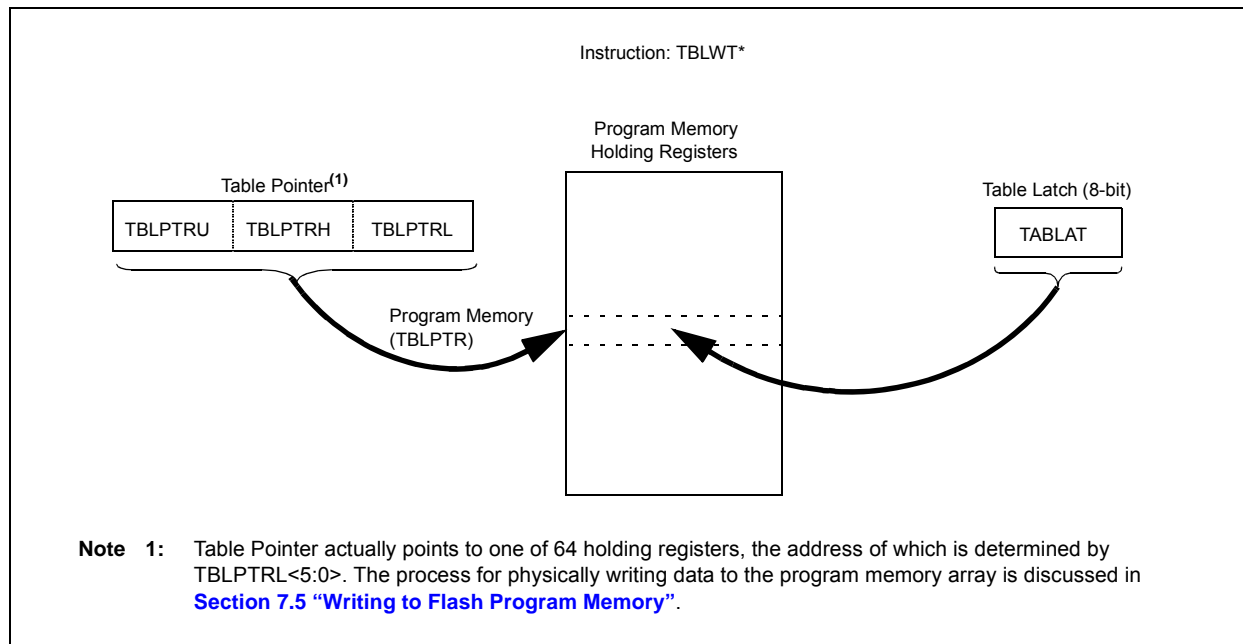 Instruction: TBLWT*
Program Memory
Holding Registers
Table Pointer(1)
Table Latch (8-bit)
TBLPTRU TBLPTRH TBLPTRL
TABLAT
Program Memory
(TBLPTR)
Note 1: Table Pointer actually points to one of 64 holding registers, the address of which is determined by
TBLPTRL<5:0>. The process for physically writing data to the program memory array is discussed in
Section 7.5 “Writing to Flash Program Memory”.